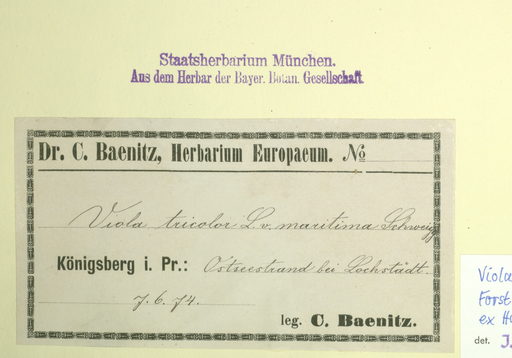 Staatsherbarium München.
Aus dem Herbar der Bayer. Botan. Gesellschaft.
Dr. C. Baenitz, Herbarium Europaeum. No
Viola tricolor L. v. maritima Schweigg
Königsberg i. Pr.: Ostseestrand bei Lochstädt.
7. 6. 74.
leg. C. Baenitz.
Viola
Forst
ex
det. J.